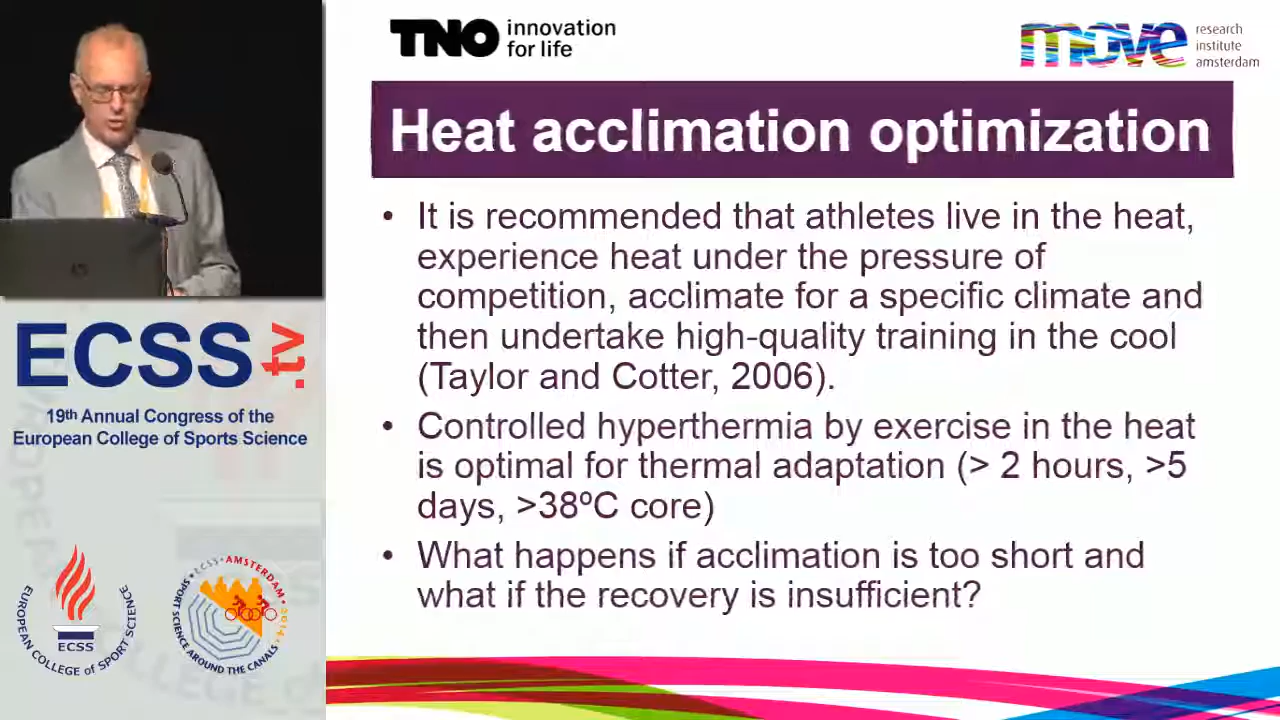 TNO innovation
for life
move research
institute
amsterdam
Heat acclimation optimization
• It is recommended that athletes live in the heat,
experience heat under the pressure of
competition, acclimate for a specific climate and
then undertake high-quality training in the cool
(Taylor and Cotter, 2006).
• Controlled hyperthermia by exercise in the heat
is optimal for thermal adaptation (> 2 hours, >5
days, >38ºC core)
• What happens if acclimation is too short and
what if the recovery is insufficient?
ECSS.tv
19th Annual Congress of the
European College of Sports Science
EUROPEAN COLLEGE of SPORT SCIENCE
ECSS
ECSS AMSTERDAM 2014
SPORT SCIENCE AROUND THE CANALS